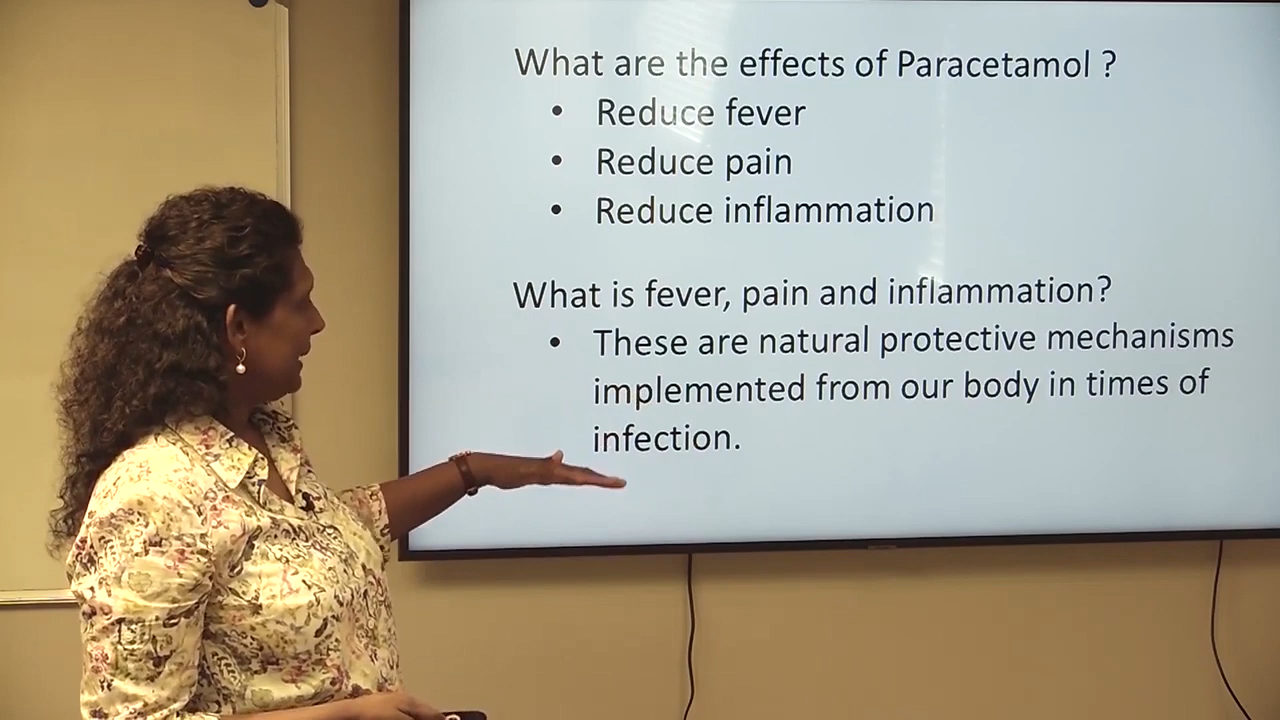 What are the effects of Paracetamol ?
• Reduce fever
• Reduce pain
• Reduce inflammation
What is fever, pain and inflammation?
• These are natural protective mechanisms
implemented from our body in times of
infection.